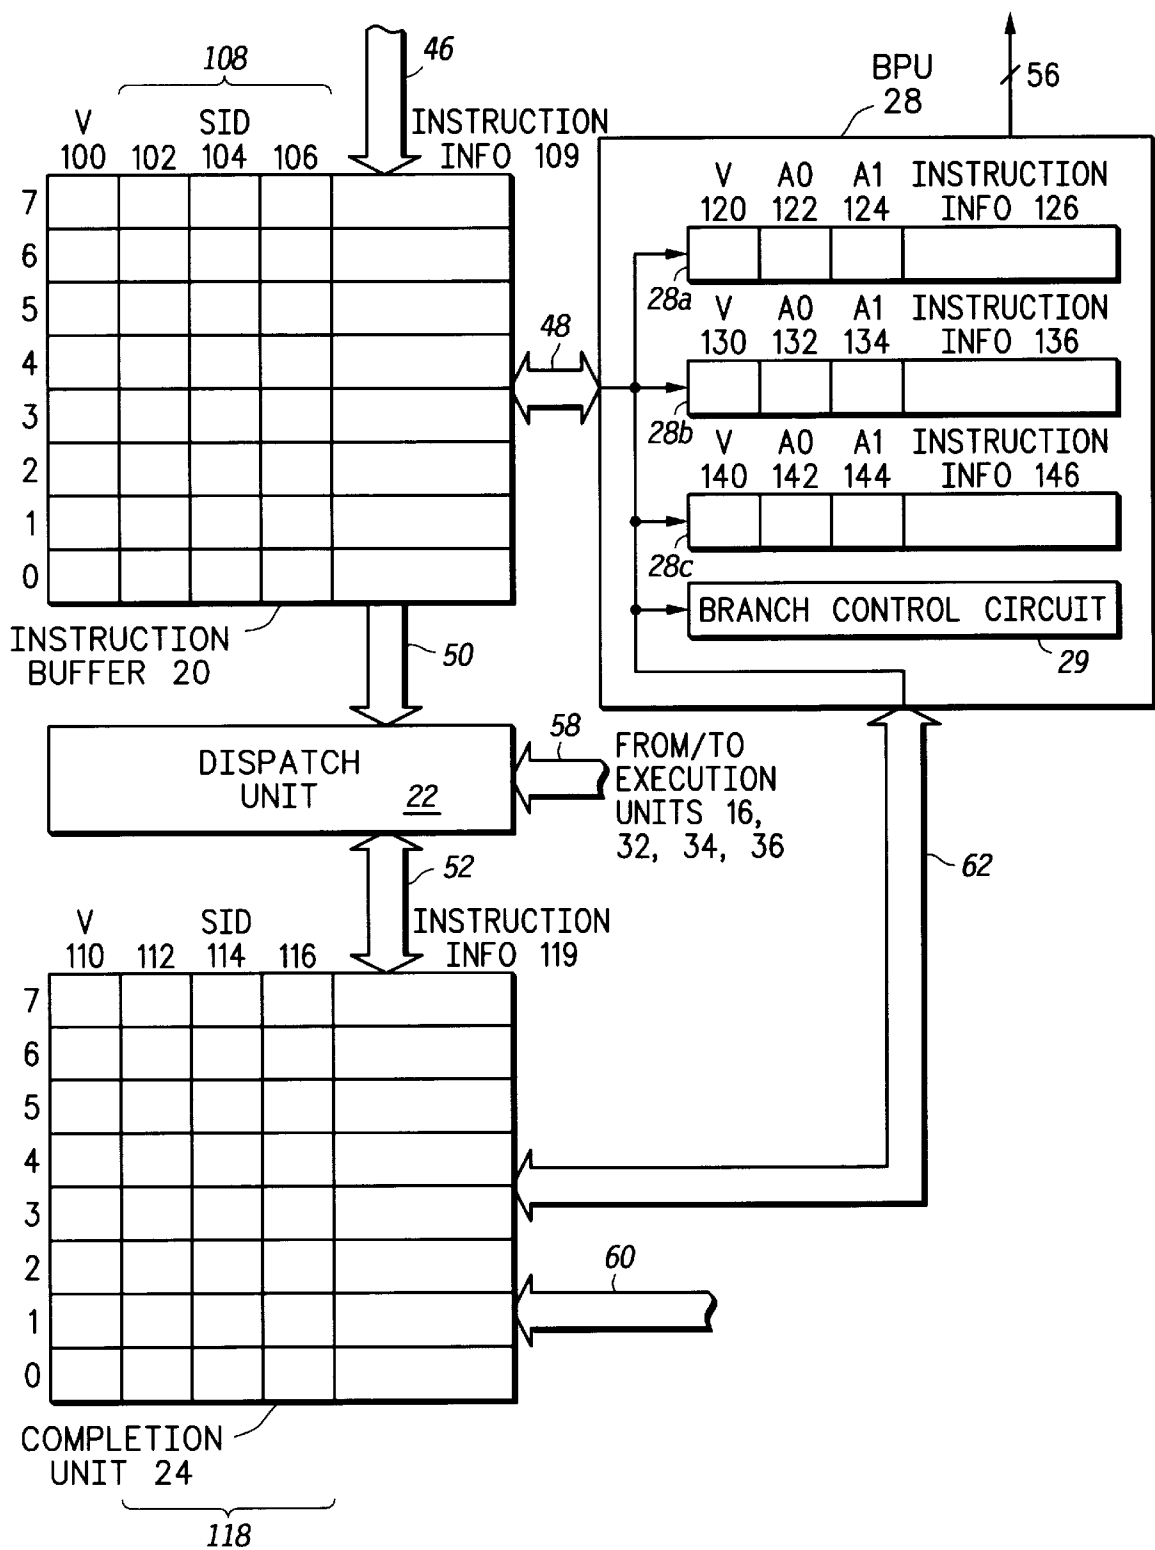 108
46
V
SID
INSTRUCTION
100 102 104 106
INFO 109
7
6
5
4
3
2
1
0
INSTRUCTION
BUFFER 20
48
50
BPU
28
56
V A0 A1 INSTRUCTION
120 122 124 INFO 126
28a
V A0 A1 INSTRUCTION
130 132 134 INFO 136
28b
V A0 A1 INSTRUCTION
140 142 144 INFO 146
28c
BRANCH CONTROL CIRCUIT
29
DISPATCH
UNIT 22
58
FROM/TO
EXECUTION
UNITS 16,
32, 34, 36
52
62
V
SID
INSTRUCTION
110 112 114 116
INFO 119
7
6
5
4
3
2
1
0
60
COMPLETION
UNIT 24
118